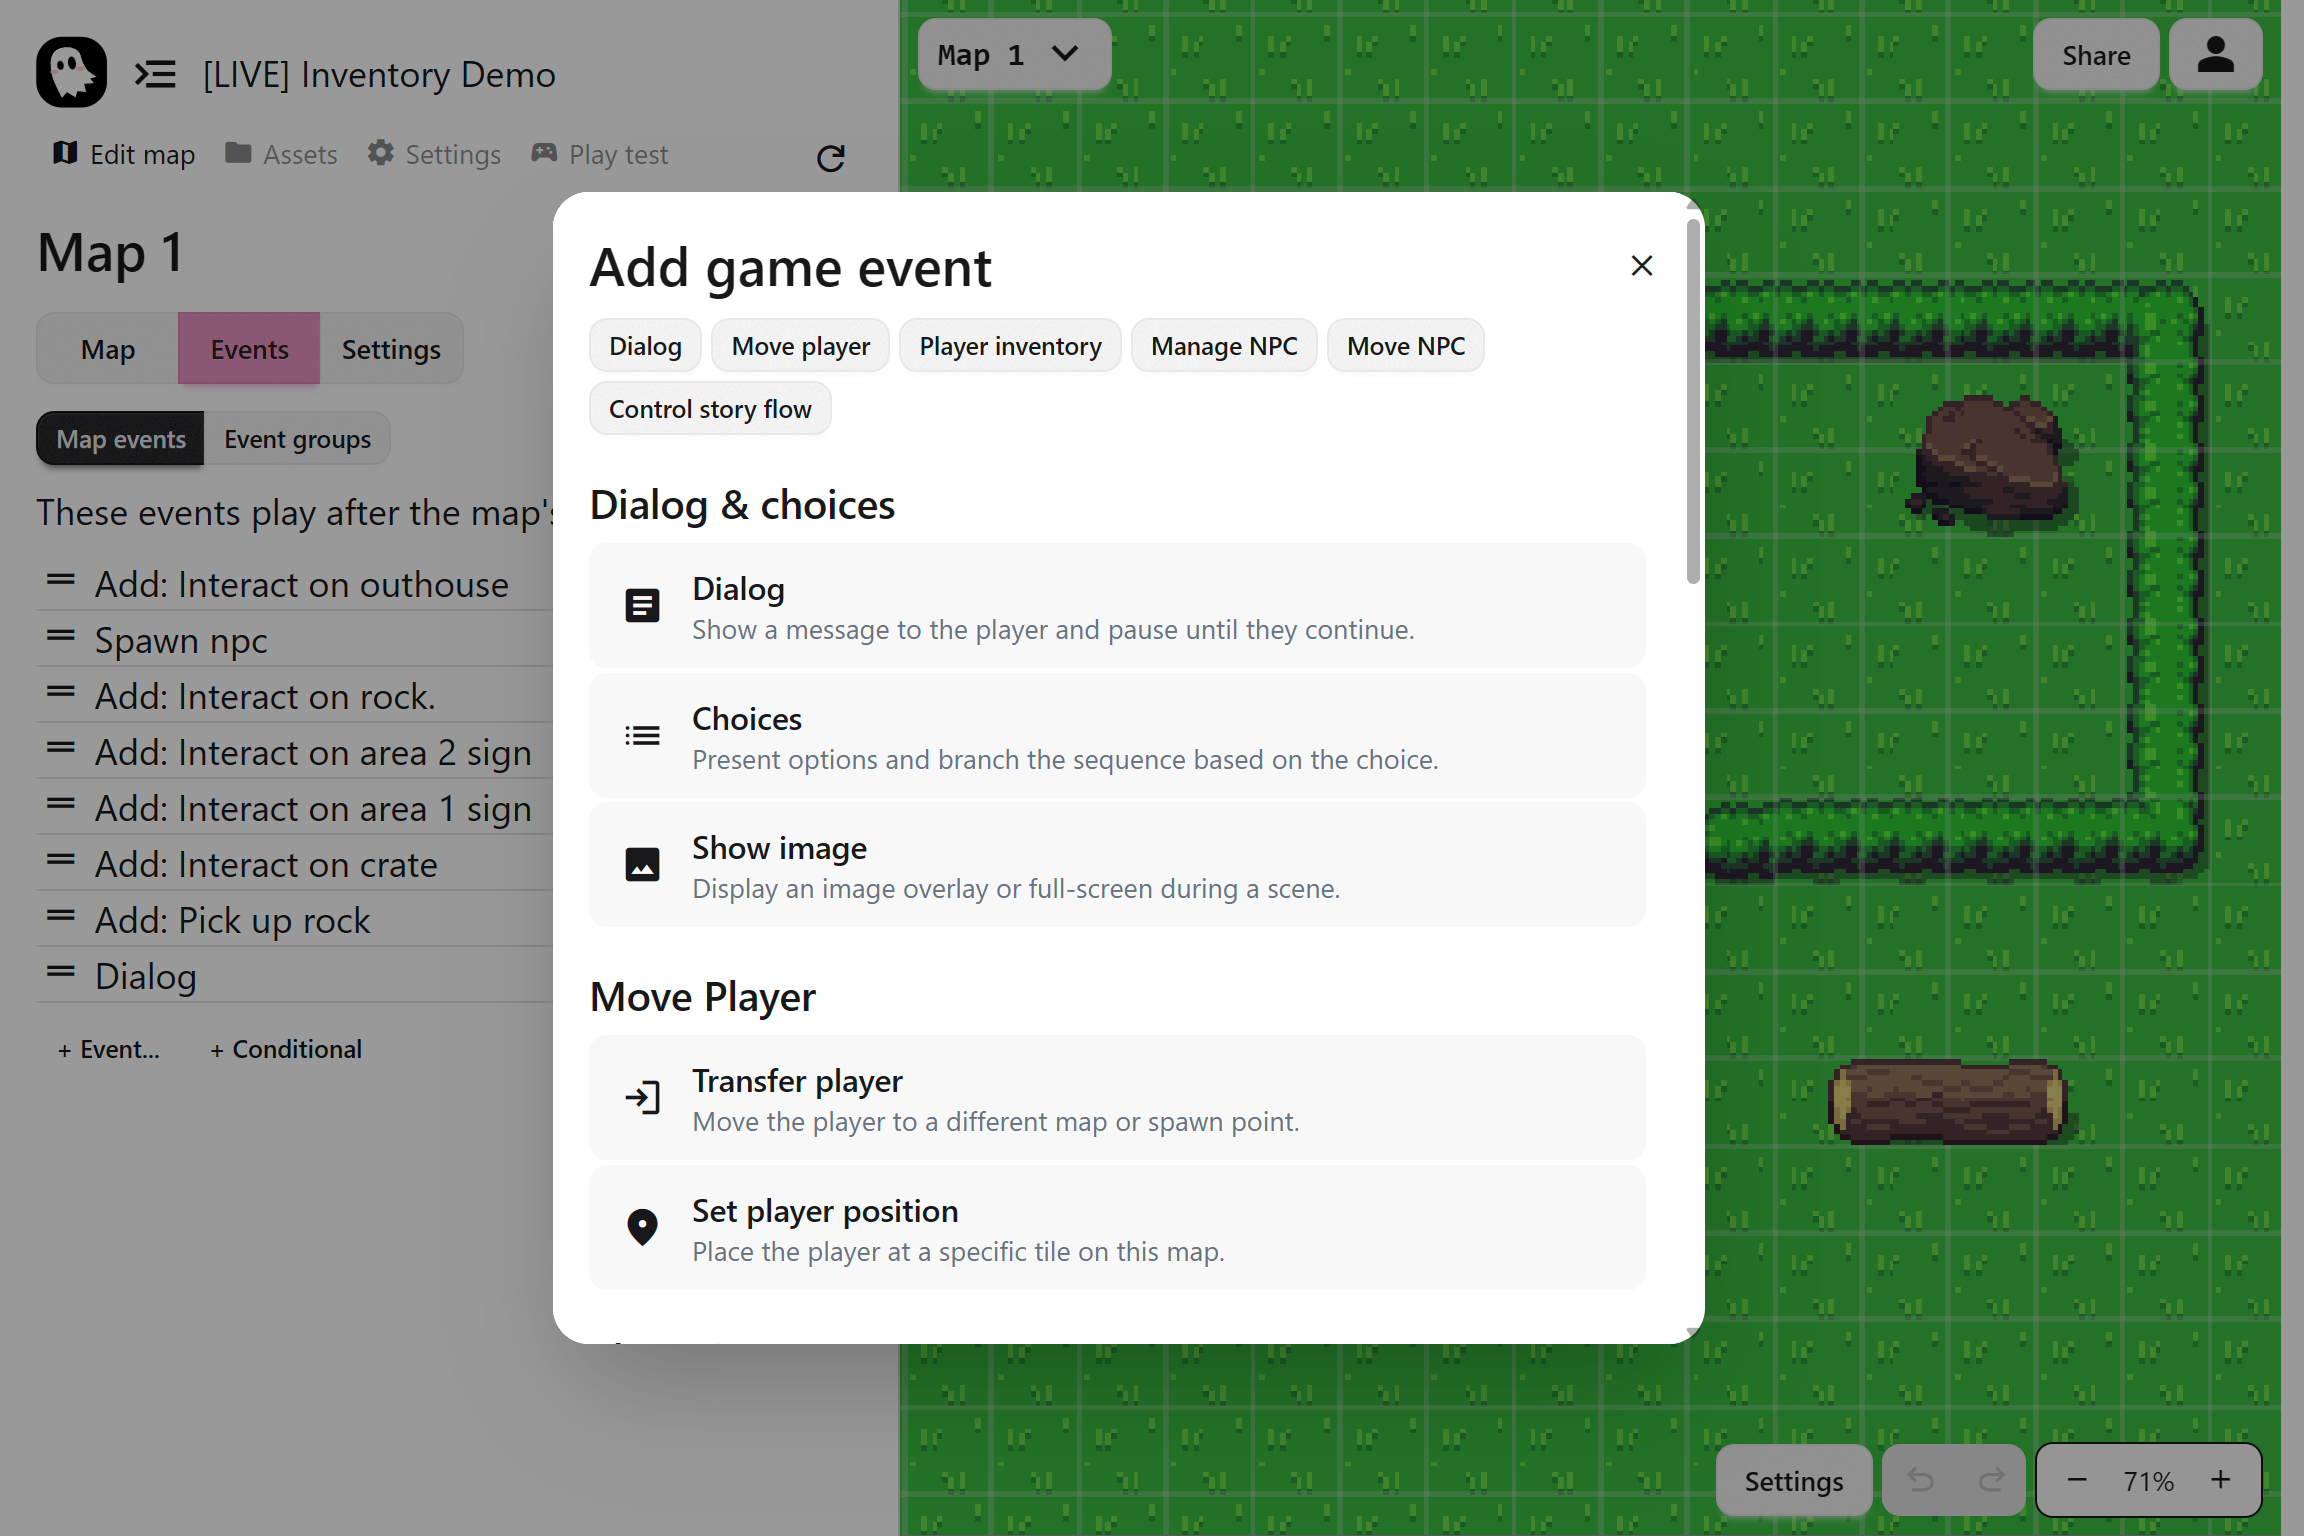 [LIVE] Inventory Demo
Edit map
Assets
Settings
Play test
Map 1
Map
Events
Settings
Map events
Event groups
These events play after the map's
Add: Interact on outhouse
Spawn npc
Add: Interact on rock.
Add: Interact on area 2 sign
Add: Interact on area 1 sign
Add: Interact on crate
Add: Pick up rock
Dialog
+ Event...
+ Conditional
Map 1
Share
Add game event
Dialog
Move player
Player inventory
Manage NPC
Move NPC
Control story flow
Dialog & choices
Dialog
Show a message to the player and pause until they continue.
Choices
Present options and branch the sequence based on the choice.
Show image
Display an image overlay or full-screen during a scene.
Move Player
Transfer player
Move the player to a different map or spawn point.
Set player position
Place the player at a specific tile on this map.
Settings
71%